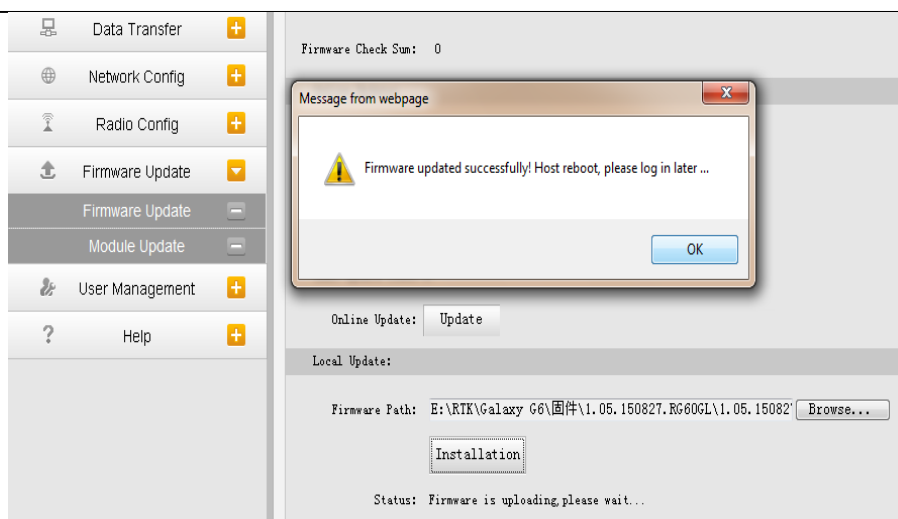 Data Transfer
Network Config
Radio Config
Firmware Update
Firmware Update
Module Update
User Management
? Help
Firmware Check Sum: 0
Message from webpage
Firmware updated successfully! Host reboot, please log in later ...
OK
Online Update: Update
Local Update:
Firmware Path: E:\RTK\Galaxy G6\固件\1.05.150827.RG60GL\1.05.15082 Browse...
Installation
Status: Firmware is uploading,please wait...